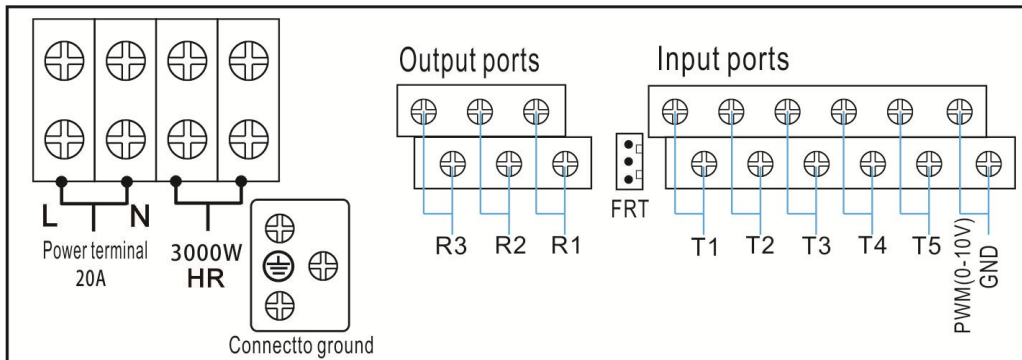 Output ports
Input ports
L
N
Power terminal
20A
3000W
HR
Connectto ground
R3
R2
R1
FRT
T1
T2
T3
T4
T5
PWM(0-10V)
GND